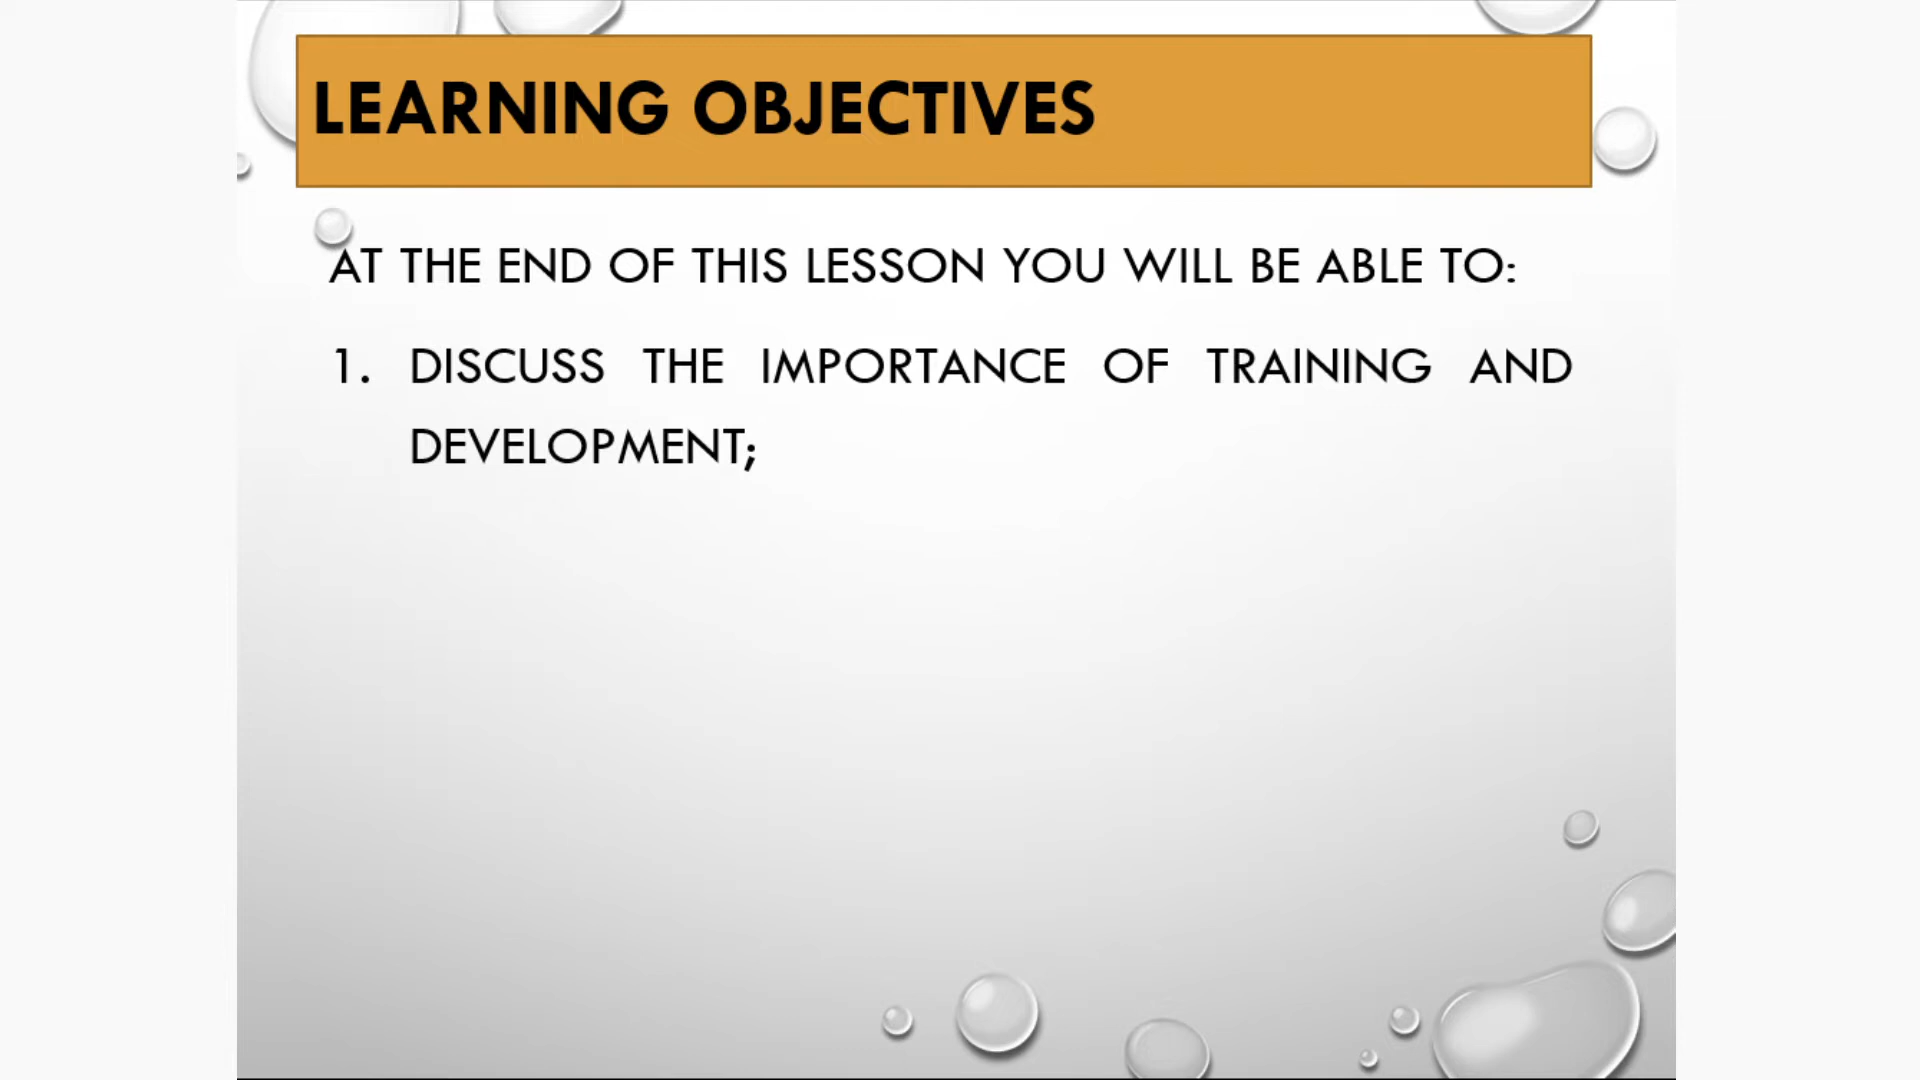 LEARNING OBJECTIVES
AT THE END OF THIS LESSON YOU WILL BE ABLE TO:
1. DISCUSS THE IMPORTANCE OF TRAINING AND
DEVELOPMENT;